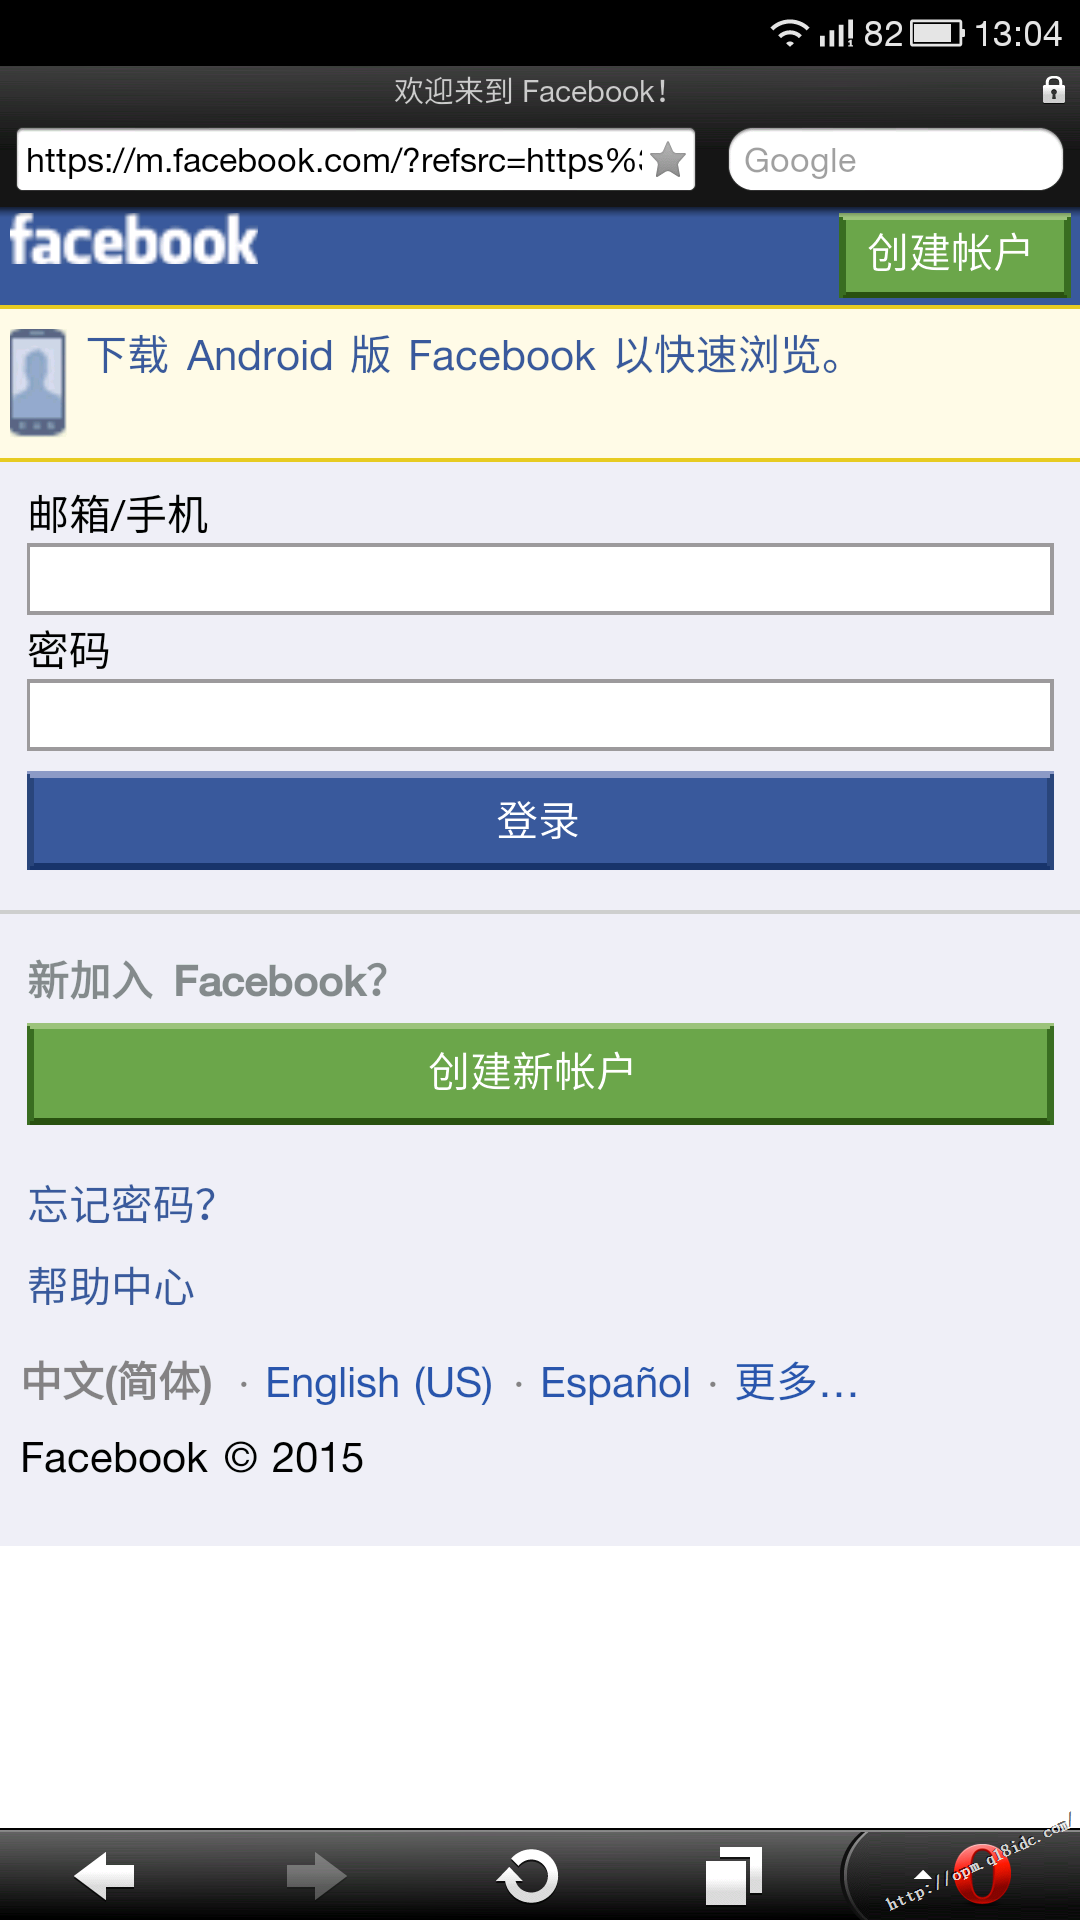 82 13:04
欢迎来到 Facebook!
https://m.facebook.com/?refsrc=https%
Google
facebook
创建帐户
下载 Android 版 Facebook 以快速浏览。
邮箱/手机
密码
登录
新加入 Facebook?
创建新帐户
忘记密码?
帮助中心
中文(简体) · English (US) · Español · 更多...
Facebook © 2015
http://opm.ql8idc.com/